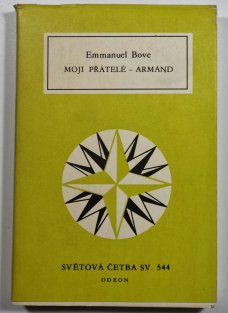 Emmanuel Bove
MOJI PŘÁTELÉ - ARMAND
SVĚTOVÁ ČETBA SV. 544
ODEON